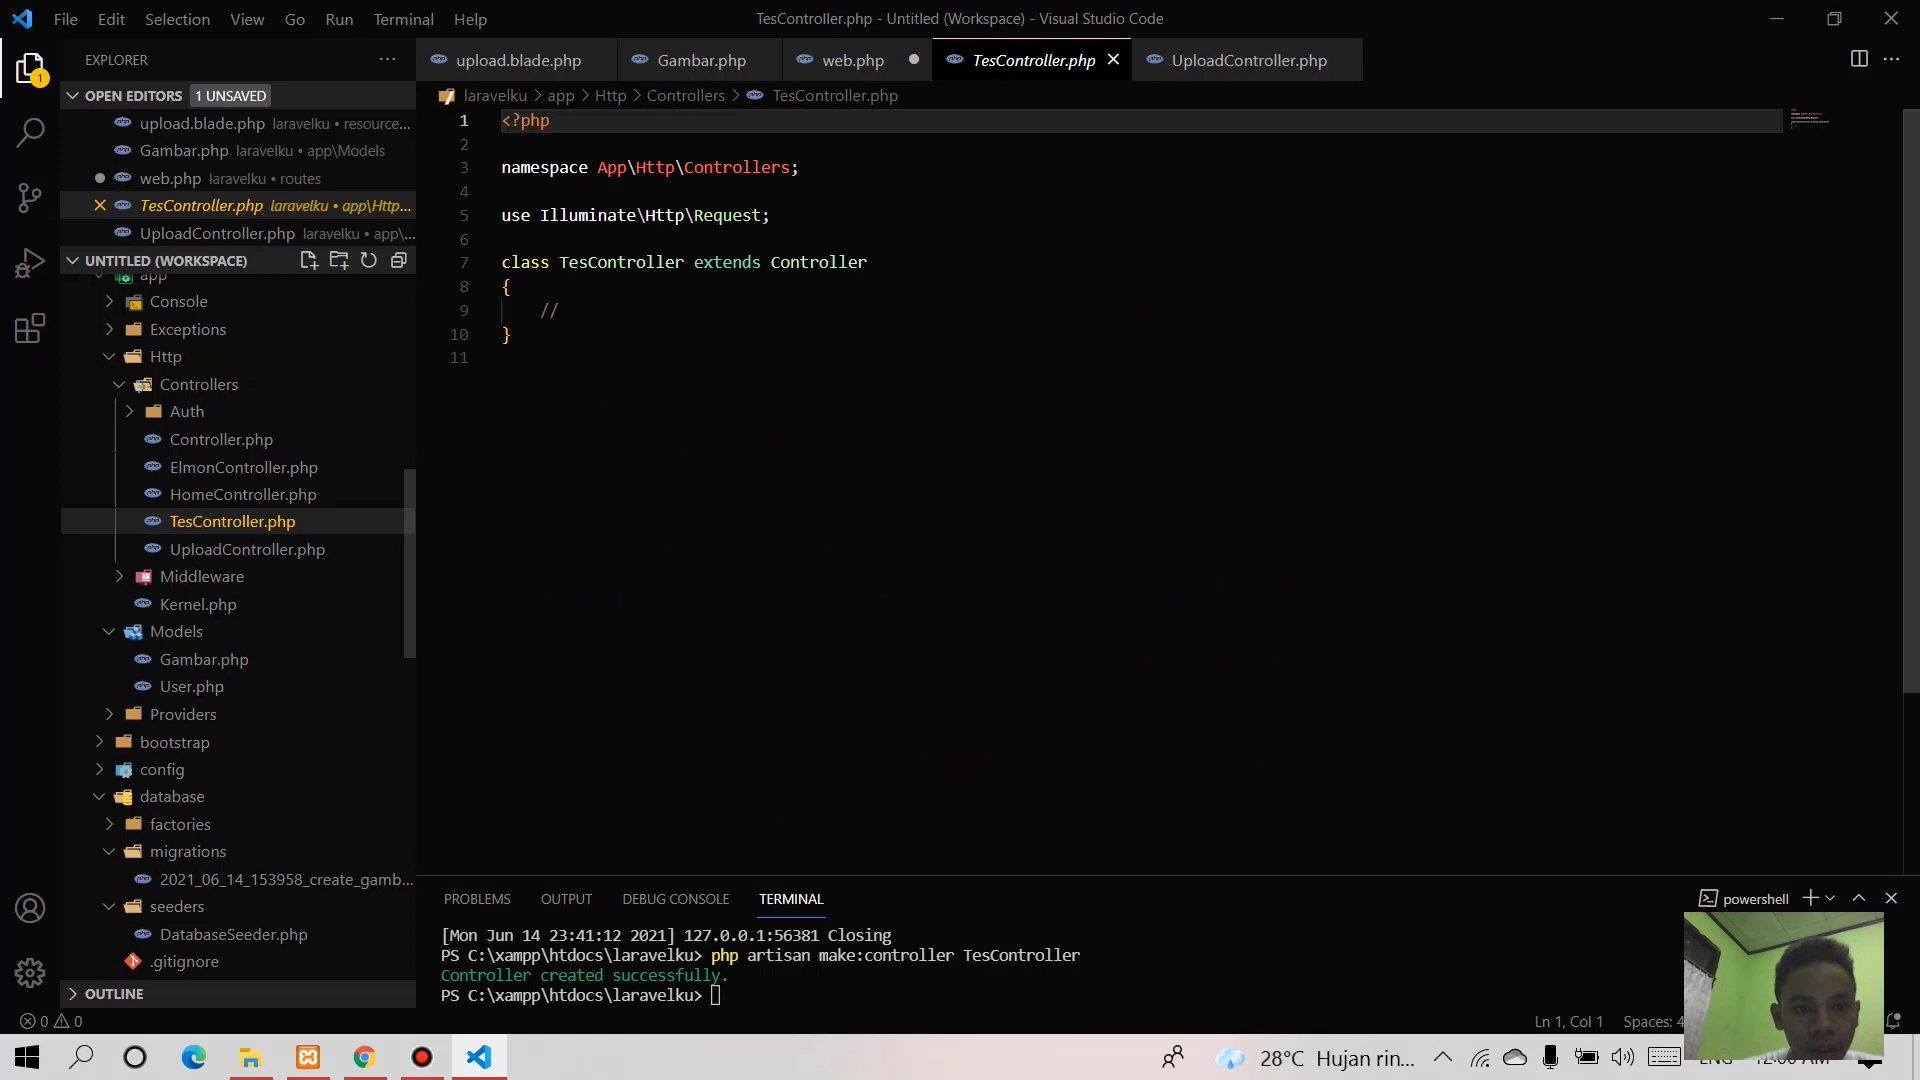 File Edit Selection View Go Run Terminal Help
TesController.php - Untitled (Workspace) - Visual Studio Code
EXPLORER
OPEN EDITORS 1 UNSAVED
upload.blade.php laravelku • resource...
Gambar.php laravelku • app\Models
web.php laravelku • routes
TesController.php laravelku • app\Http...
UploadController.php laravelku • app\...
UNTITLED (WORKSPACE)
app
Console
Exceptions
Http
Controllers
Auth
Controller.php
ElmonController.php
HomeController.php
TesController.php
UploadController.php
Middleware
Kernel.php
Models
Gambar.php
User.php
Providers
bootstrap
config
database
factories
migrations
2021_06_14_153958_create_gamb...
seeders
DatabaseSeeder.php
.gitignore
OUTLINE
upload.blade.php Gambar.php web.php TesController.php UploadController.php
laravelku > app > Http > Controllers > TesController.php
1 <?php
2
3 namespace App\Http\Controllers;
4
5 use Illuminate\Http\Request;
6
7 class TesController extends Controller
8 {
9 //
10 }
11
PROBLEMS OUTPUT DEBUG CONSOLE TERMINAL
powershell
[Mon Jun 14 23:41:12 2021] 127.0.0.1:56381 Closing
PS C:\xampp\htdocs\laravelku> php artisan make:controller TesController
Controller created successfully.
PS C:\xampp\htdocs\laravelku>
0 0
Ln 1, Col 1 Spaces: 4
28°C Hujan rin...